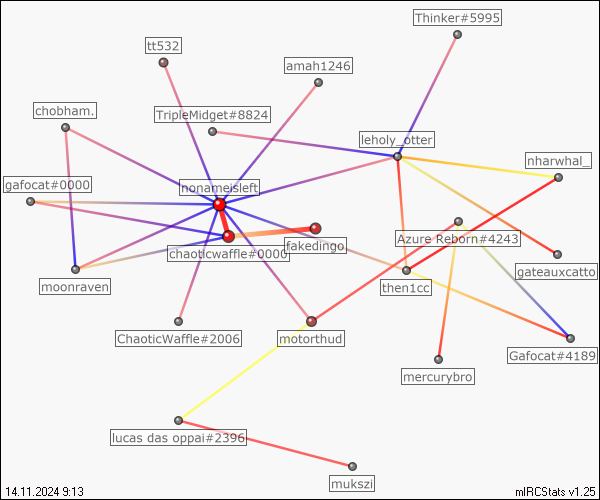 Thinker#5995
tt532
amah1246
chobham.
TripleMidget#8824
leholy_otter
nharwhal_
gafocat#0000
honameisleft
Azure Reborn#4243
fakedingo
chaoticwaffle#0000
gateauxcatto
moonraven
then1cc
ChaoticWaffle#2006
motorthud
Gafocat#4189
mercurybro
lucas das oppai#2396
mukszi
14.11.2024 9:13
mIRCStats v1.25